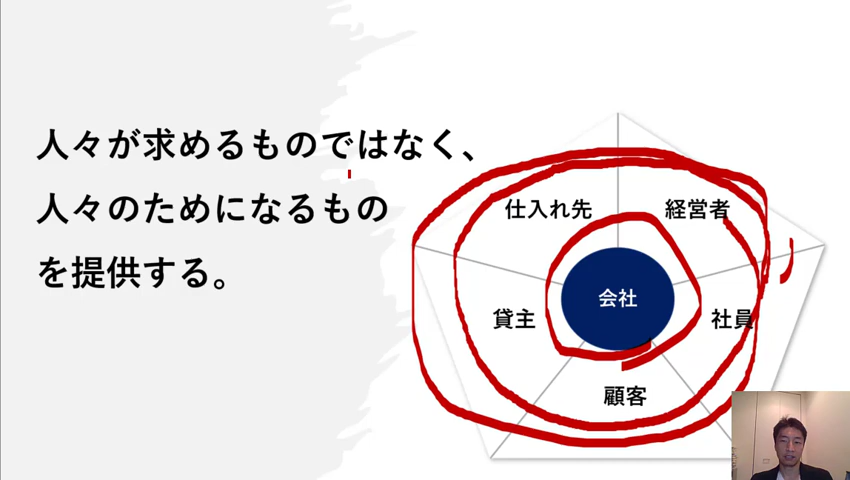 人々が求めるものではなく、
人々のためになるもの
を提供する。
仕入れ先
経営者
会社
貸主
社員
顧客